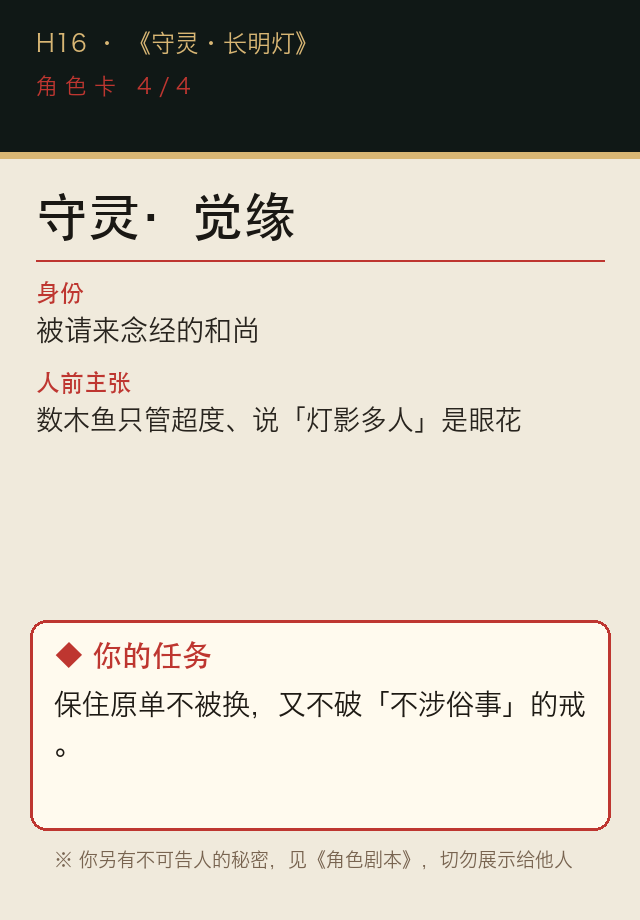 H16 · 《守灵·长明灯》
角色卡 4/4
守灵· 觉缘
身份
被请来念经的和尚
人前主张
数木鱼只管超度、说「灯影多人」是眼花
◆ 你的任务
保住原单不被换，又不破「不涉俗事」的戒
。
※ 你另有不可告人的秘密，见《角色剧本》，切勿展示给他人